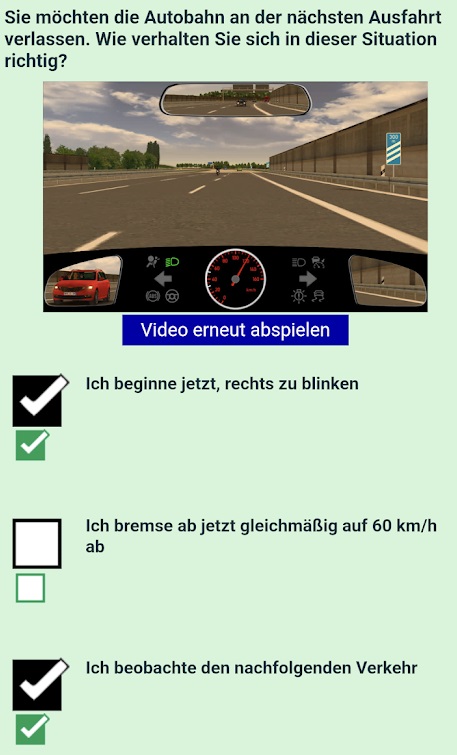 Sie möchten die Autobahn an der nächsten Ausfahrt
verlassen. Wie verhalten Sie sich in dieser Situation
richtig?
300
Video erneut abspielen
Ich beginne jetzt, rechts zu blinken
Ich bremse ab jetzt gleichmäßig auf 60 km/h
ab
Ich beobachte den nachfolgenden Verkehr